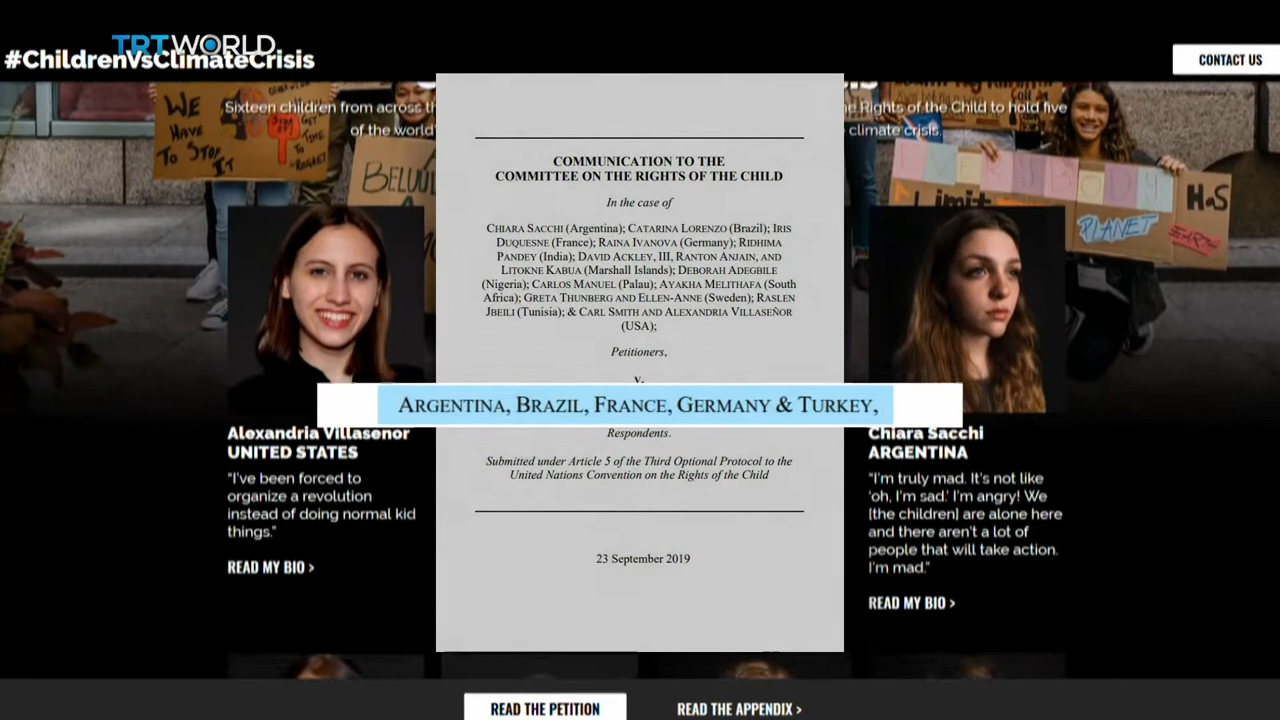 TRT WORLD
#ChildrenVsClimateCrisis
CONTACT US
WE
HAVE
TO STOP
IT
Sixteen children from across th
of the world
e Rights of the Child to hold five
climate crisis.
Limit
HaS
PLANET
EARTH
COMMUNICATION TO THE
COMMITTEE ON THE RIGHTS OF THE CHILD
In the case of
CHIARA SACCHI (Argentina); CATARINA LORENZO (Brazil); IRIS
DUQUESNE (France); RAINA IVANOVA (Germany); RIDHIMA
PANDEY (India); DAVID ACKLEY, III, RANTON ANJAIN, AND
LITOKNE KABUA (Marshall Islands); DEBORAH ADEGBILE
(Nigeria); CARLOS MANUEL (Palau); AYAKHA MELITHAFA (South
Africa); GRETA THUNBERG AND ELLEN-ANNE (Sweden); RASLEN
JBEILI (Tunisia); & CARL SMITH AND ALEXANDRIA VILLASEÑOR
(USA);
Petitioners,
v.
ARGENTINA, BRAZIL, FRANCE, GERMANY & TURKEY,
Respondents.
Submitted under Article 5 of the Third Optional Protocol to the
United Nations Convention on the Rights of the Child
23 September 2019
Alexandria Villaseñor
UNITED STATES
“I’ve been forced to
organize a revolution
instead of doing normal kid
things.”
READ MY BIO >
Chiara Sacchi
ARGENTINA
“I’m truly mad. It’s not like
‘oh, I’m sad.’ I’m angry! We
[the children] are alone here
and there aren’t a lot of
people that will take action.
I’m mad.”
READ MY BIO >
READ THE PETITION
READ THE APPENDIX >